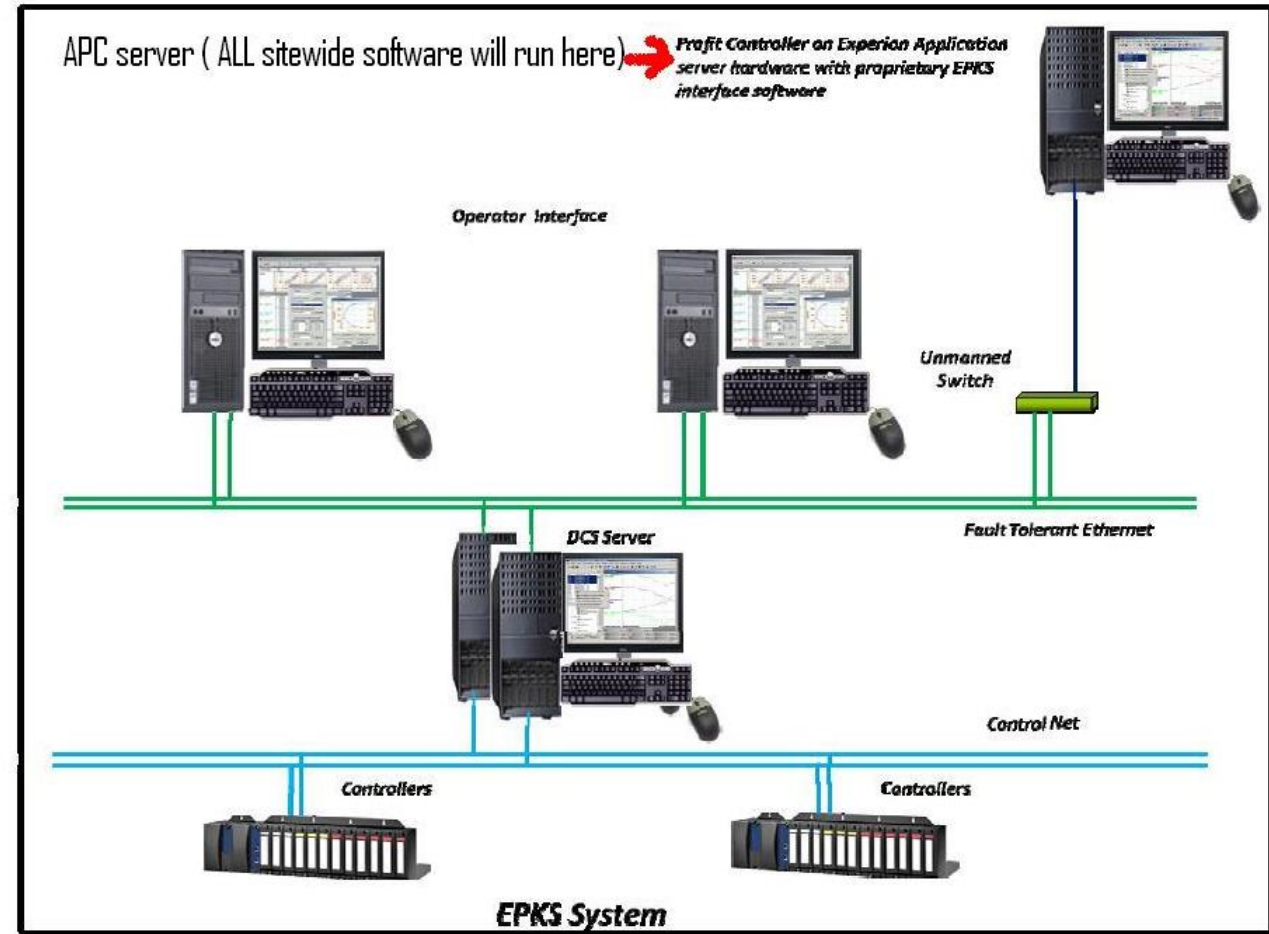 APC server ( ALL sitewide software will run here)
Profit Controller on Experion Application
server hardware with proprietary EPKS
interface software
Operator Interface
Unmanned
Switch
Fault Tolerant Ethernet
DCS Server
Control Net
Controllers
Controllers
EPKS System